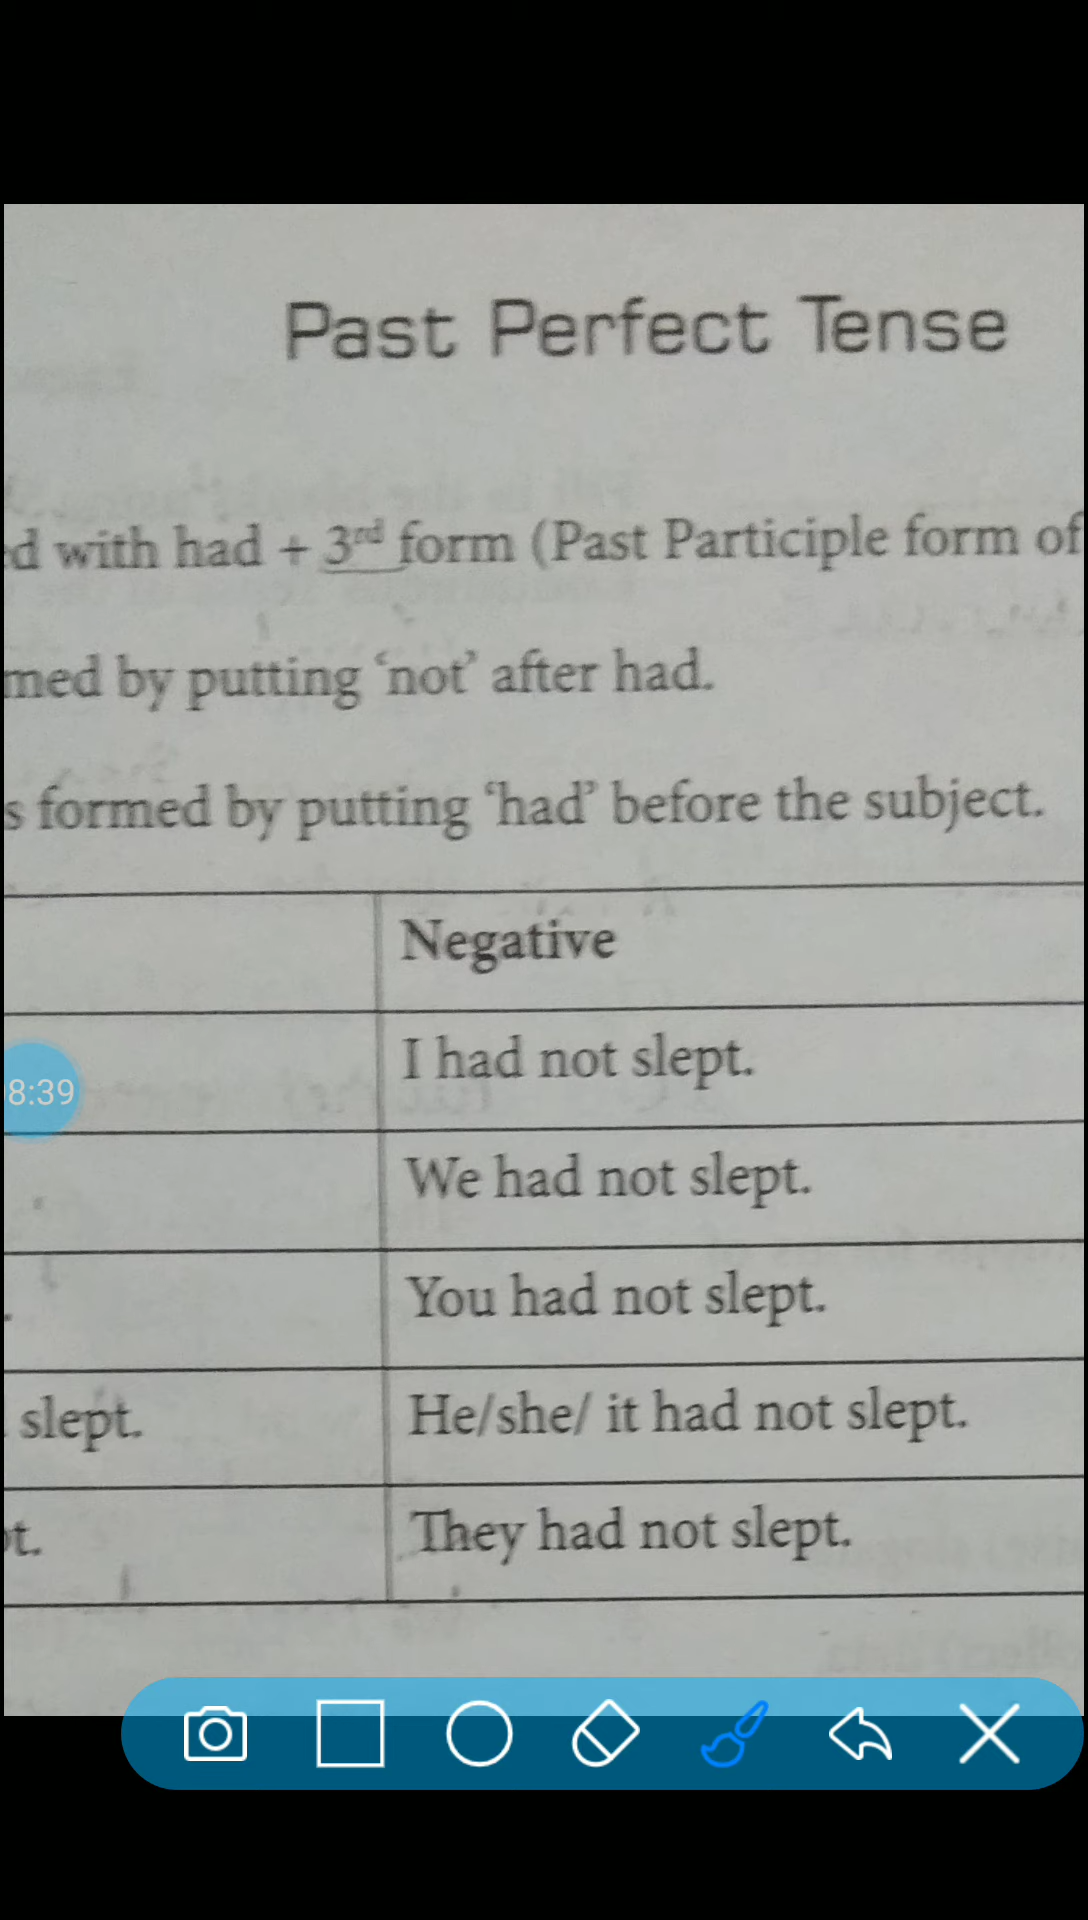 Past Perfect Tense
ed with had + 3rd form (Past Participle form of
med by putting 'not' after had.
s formed by putting 'had' before the subject.
Negative
8:39
I had not slept.
We had not slept.
You had not slept.
slept.
He/she/ it had not slept.
pt.
They had not slept.